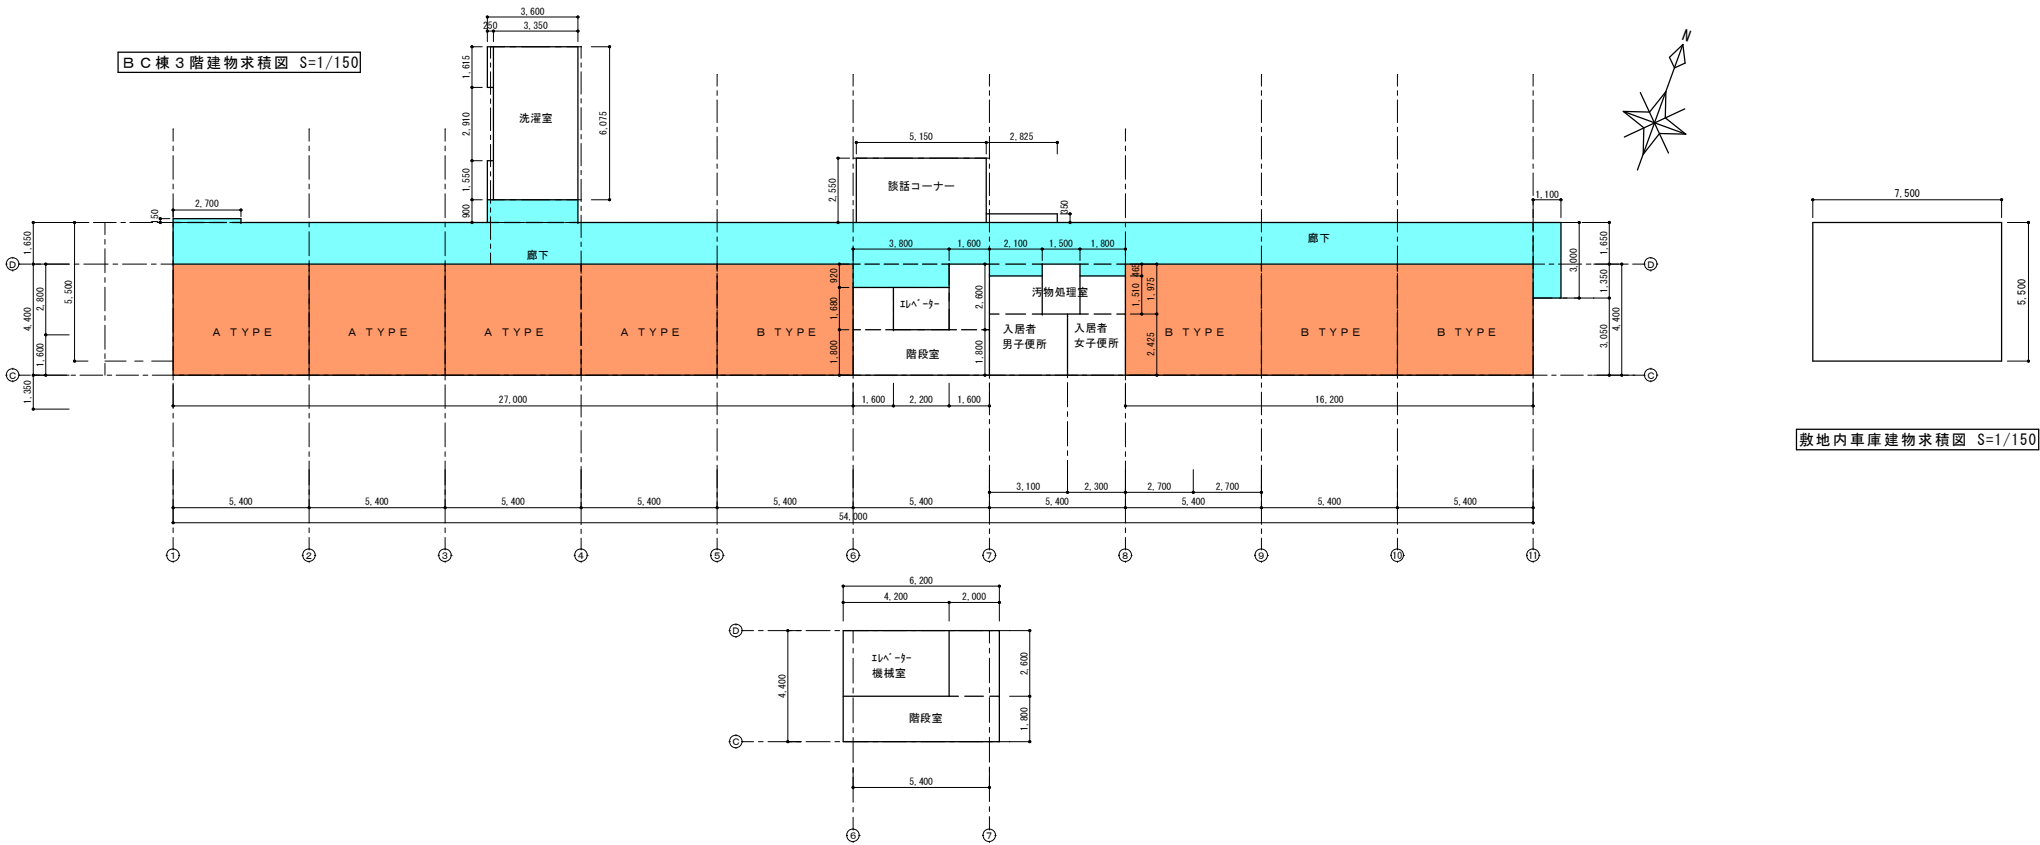 ＢＣ棟３階建物求積図 S=1/150
3,600
250
3,350
1,615
2,910
1,550
900
6,075
洗濯室
N
5,150
2,825
2,550
談話コーナー
350
2,700
1,100
7,500
5,500
1,650
4,400
1,350
2,800
1,600
5,500
D
C
廊下
廊下
3,800
1,600
2,100
1,500
1,800
920
1,680
1,800
2,600
1,800
ｴﾚﾍﾞｰﾀｰ
階段室
汚物処理室
入居者
男子便所
入居者
女子便所
465
1,510
1,975
2,425
3,000
1,650
1,350
3,050
4,400
D
C
A TYPE
A TYPE
A TYPE
A TYPE
B TYPE
B TYPE
B TYPE
B TYPE
27,000
1,600
2,200
1,600
16,200
敷地内車庫建物求積図 S=1/150
3,100
2,300
2,700
2,700
5,400
5,400
5,400
5,400
5,400
5,400
5,400
5,400
5,400
5,400
54,000
1
2
3
4
5
6
7
8
9
10
11
6,200
4,200
2,000
D
C
4,400
ｴﾚﾍﾞｰﾀｰ
機械室
階段室
2,600
1,800
5,400
6
7